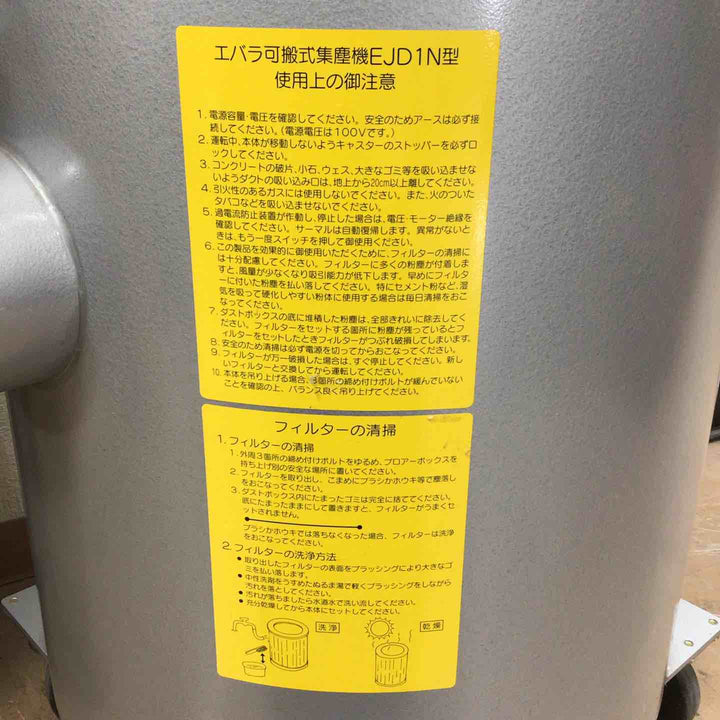 エバラ可搬式集塵機EJD1N型
使用上の御注意
1. 電源容量・電圧を確認してください。安全のためアースは必ず接
続してください。(電源電圧は100Vです。)
2. 運転中、本体が移動しないようキャスターのストッパーを必ずロ
ックしてください。
3. コンクリートの破片、小石、ウェス、大きなゴミ等を吸い込ませな
いようダクトの吸い込み口は、地上から20cm以上離してください。
4. 引火性のあるガスには使用しないでください。また、火のついた
タバコなどを吸い込ませないでください。
5. 過電流防止装置が作動し、停止した場合は、電圧・モーター絶縁を
確認してください。サーマルは自動復帰します。異常がないと
きは、もう一度スイッチを押して御使用ください。
6. この製品を効果的に御使用いただくために、フィルターの清掃に
は十分配慮してください。フィルターに多くの粉塵が付着しま
すと、風量が少なくなり吸引能力が低下します。早めにフィルタ
ーに付いた粉塵を払い落してください。特にセメント粉など、湿
気を吸って硬化しやすい粉体に使用する場合は毎日清掃をおこ
なってください。
7. ダストボックスの底に堆積した粉塵は、全部きれいに除去してく
ださい。フィルターをセットする箇所に粉塵が残っているとフ
ィルターをセットしたときフィルターがつぶれ破損してしまいます。
8. 安全のため清掃は必ず電源を切ってからおこなってください。
9. フィルターが万一破損した場合は、すぐ停止してください。新し
いフィルターと交換してから運転してください。
10. 本体を吊り上げる場合、3箇所の締め付けボルトが緩んでいない
ことを確認の上、バランス良く吊り上げてください。
フィルターの清掃
1. フィルターの清掃
1. 外周3箇所の締め付けボルトをゆるめ、ブロアーボックスを
持ち上げ別の安全な場所に置いてください。
2. フィルターを取り出し、こまめにブラシかホウキ等で塵落し
をおこなってください。
3. ダストボックス内にたまったゴミは完全に捨ててください。
底にたまったままにして置きますと、フィルターがうまくセ
ットされません。
ブラシかホウキでは落ちなくなった場合、フィルターは洗浄
をおこなってください。
2. フィルターの洗浄方法
● 取り出したフィルターの表面をブラッシングにより大きなゴ
ミを払い落します。
● 中性洗剤をうすめたぬるま湯で軽くブラッシングをしながら
汚れを落としてください。
● 汚れが落ちましたら水道水で洗い流してください。
● 充分乾燥してから本体にセットしてください。
洗浄 乾燥